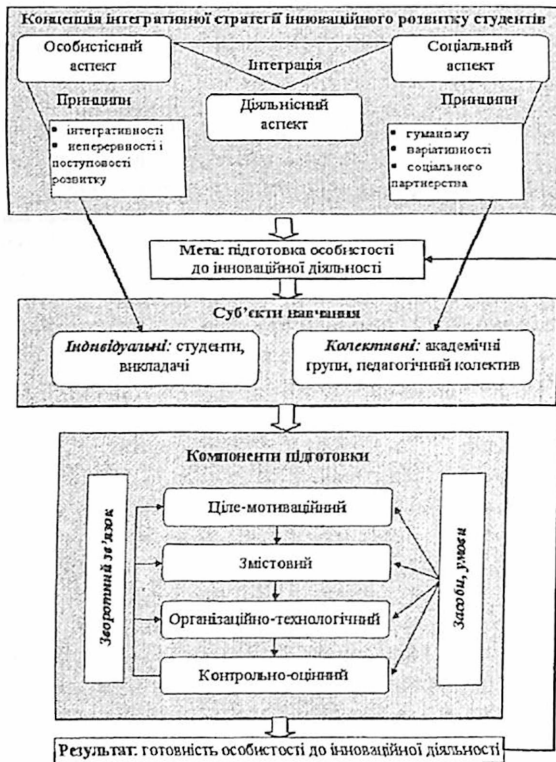 Концепція інтегративної стратегії інноваційного розвитку студентів
Особистісний
аспект
Інтеграція
Соціальний
аспект
Діяльнісний
аспект
Принципи
▪ інтегративності
▪ неперервності і
поступовості
розвитку
Принципи
▪ гуманізму
▪ варіативності
▪ соціального
партнерства
Мета: підготовка особистості
до інноваційної діяльності
Суб’єкти навчання
Індивідуальні: студенти,
викладачі
Колективні: академічні
групи, педагогічний колектив
Компоненти підготовки
Зворотний зв’язок
Ціле-мотиваційний
Змістовий
Організаційно-технологічний
Контрольно-оцінний
Засоби, умови
Результат: готовність особистості до інноваційної діяльності